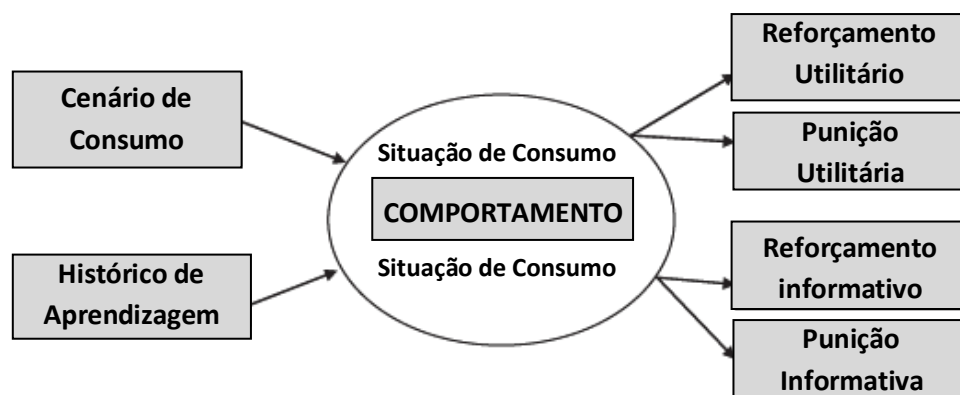 Cenário de
Consumo
Histórico de
Aprendizagem
Situação de Consumo
COMPORTAMENTO
Situação de Consumo
Reforçamento
Utilitário
Punição
Utilitária
Reforçamento
informativo
Punição
Informativa